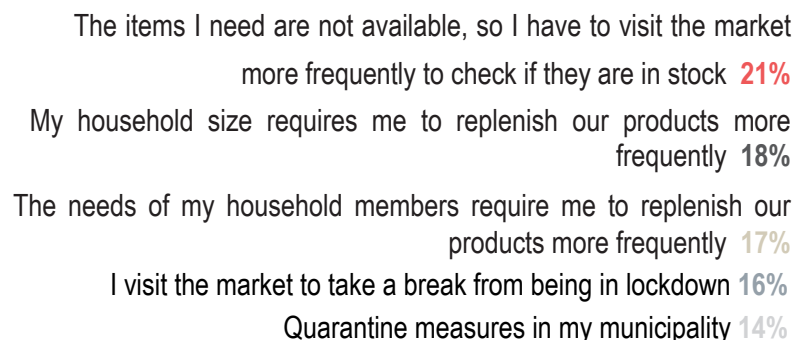 The items I need are not available, so I have to visit the market
more frequently to check if they are in stock 21%
My household size requires me to replenish our products more
frequently 18%
The needs of my household members require me to replenish our
products more frequently 17%
I visit the market to take a break from being in lockdown 16%
Quarantine measures in my municipality 14%